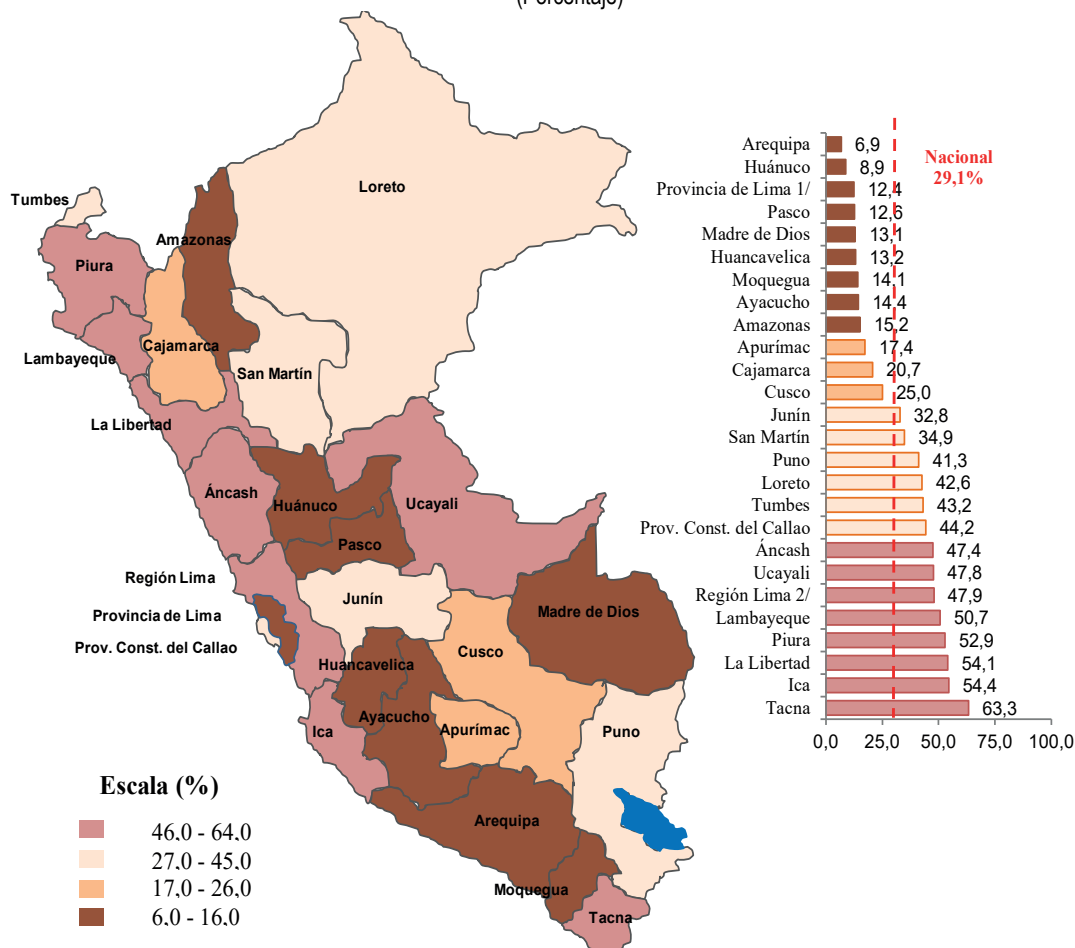 (Porcentaje)
Loreto
Tumbes
Amazonas
Piura
Cajamarca
Lambayeque
San Martín
La Libertad
Áncash
Huánuco
Ucayali
Pasco
Región Lima
Junín
Madre de Dios
Provincia de Lima
Prov. Const. del Callao
Huancavelica
Cusco
Ayacucho
Apurímac
Ica
Puno
Arequipa
Moquegua
Tacna
Escala (%)
46,0 - 64,0
27,0 - 45,0
17,0 - 26,0
6,0 - 16,0
Nacional
29,1%
Arequipa 6,9
Huánuco 8,9
Provincia de Lima 1/ 12,4
Pasco 12,6
Madre de Dios 13,1
Huancavelica 13,2
Moquegua 14,1
Ayacucho 14,4
Amazonas 15,2
Apurímac 17,4
Cajamarca 20,7
Cusco 25,0
Junín 32,8
San Martín 34,9
Puno 41,3
Loreto 42,6
Tumbes 43,2
Prov. Const. del Callao 44,2
Áncash 47,4
Ucayali 47,8
Región Lima 2/ 47,9
Lambayeque 50,7
Piura 52,9
La Libertad 54,1
Ica 54,4
Tacna 63,3
0,0 25,0 50,0 75,0 100,0